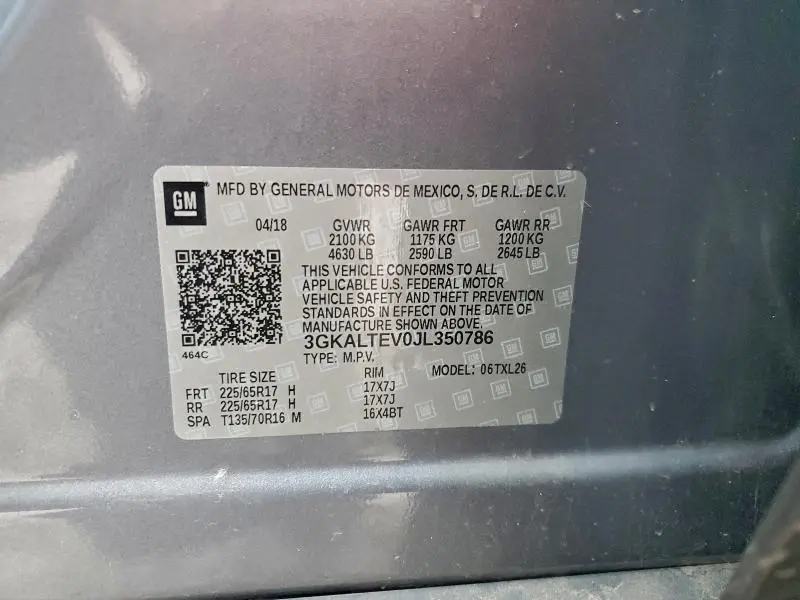 GM MFD BY GENERAL MOTORS DE MEXICO, S. DE R.L. DE C.V.
04/18 GVWR GAWR FRT GAWR RR
2100 KG 1175 KG 1200 KG
4630 LB 2590 LB 2645 LB
THIS VEHICLE CONFORMS TO ALL
APPLICABLE U.S. FEDERAL MOTOR
VEHICLE SAFETY AND THEFT PREVENTION
STANDARDS IN EFFECT ON THE DATE OF
MANUFACTURE SHOWN ABOVE.
464C
3GKALTEV0JL350786
TYPE: M.P.V. MODEL: 06TXL26
TIRE SIZE RIM
FRT 225/65R17 H 17X7J
RR 225/65R17 H 17X7J
SPA T135/70R16 M 16X4BT